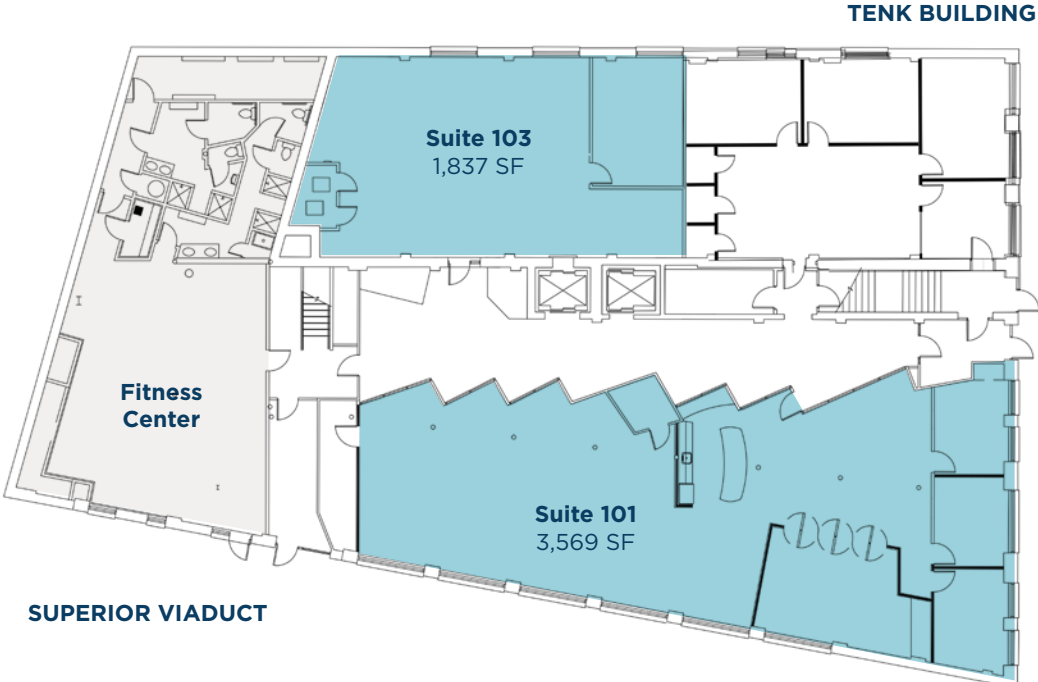 TENK BUILDING
Suite 103
1,837 SF
Fitness
Center
Suite 101
3,569 SF
SUPERIOR VIADUCT